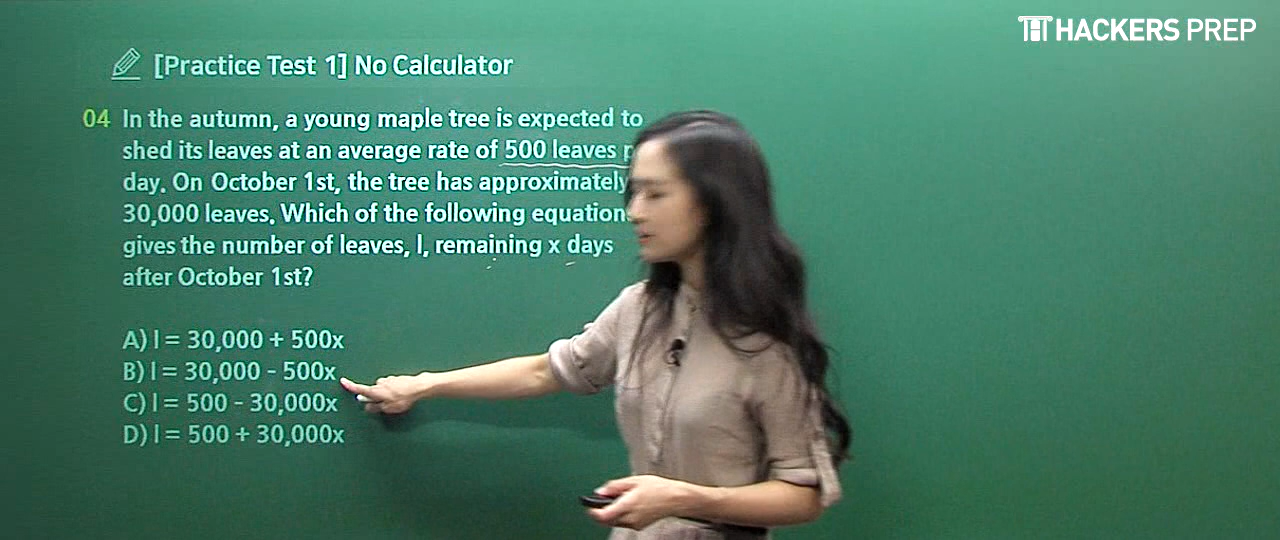 HACKERS PREP
[Practice Test 1] No Calculator
04 In the autumn, a young maple tree is expected to
shed its leaves at an average rate of 500 leaves
day. On October 1st, the tree has approximately
30,000 leaves. Which of the following equation
gives the number of leaves, l, remaining x days
after October 1st?
A) l = 30,000 + 500x
B) l = 30,000 - 500x
C) l = 500 - 30,000x
D) l = 500 + 30,000x